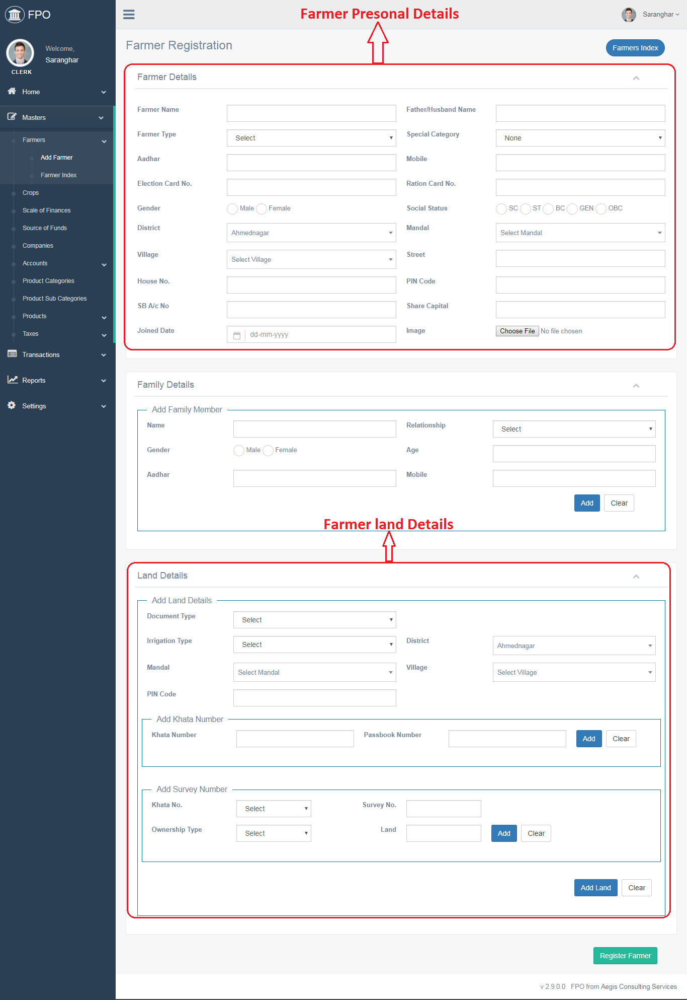 FPO
Farmer Presonal Details
Saranghar
Welcome,
Saranghar
CLERK
Home
Masters
Farmers
Add Farmer
Farmer Index
Crops
Scale of Finances
Source of Funds
Companies
Accounts
Product Categories
Product Sub Categories
Products
Taxes
Transactions
Reports
Settings
Farmer Registration
Farmers Index
Farmer Details
Farmer Name
Father/Husband Name
Farmer Type Select
Special Category None
Aadhar
Mobile
Election Card No.
Ration Card No.
Gender Male Female
Social Status SC ST BC GEN OBC
District Ahmednagar
Mandal Select Mandal
Village Select Village
Street
House No.
PIN Code
SB A/c No
Share Capital
Joined Date dd-mm-yyyy
Image Choose File No file chosen
Family Details
Add Family Member
Name
Relationship Select
Gender Male Female
Age
Aadhar
Mobile
Add Clear
Farmer land Details
Land Details
Add Land Details
Document Type Select
Irrigation Type Select
District Ahmednagar
Mandal Select Mandal
Village Select Village
PIN Code
Add Khata Number
Khata Number
Passbook Number
Add Clear
Add Survey Number
Khata No. Select
Survey No.
Ownership Type Select
Land
Add Clear
Add Land Clear
Register Farmer
v 2.9.0.0 FPO from Aegis Consulting Services